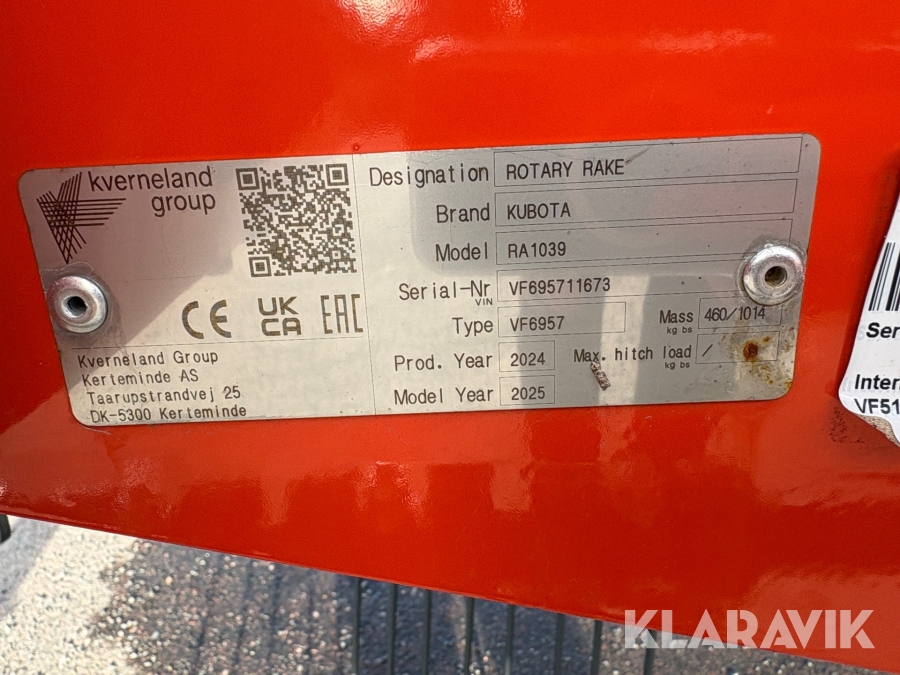 kverneland
group
CE UK
CA EAC
Kverneland Group
Kerteminde AS
Taarupstrandvej 25
DK-5300 Kerteminde
Designation ROTARY RAKE
Brand KUBOTA
Model RA1039
Serial-Nr VF695711673
VIN
Type VF6957 Mass 460/1014
kg lbs
Prod. Year 2024 Max. hitch load /
kg lbs
Model Year 2025
Ser
Intern
VF51
KLARAVIK